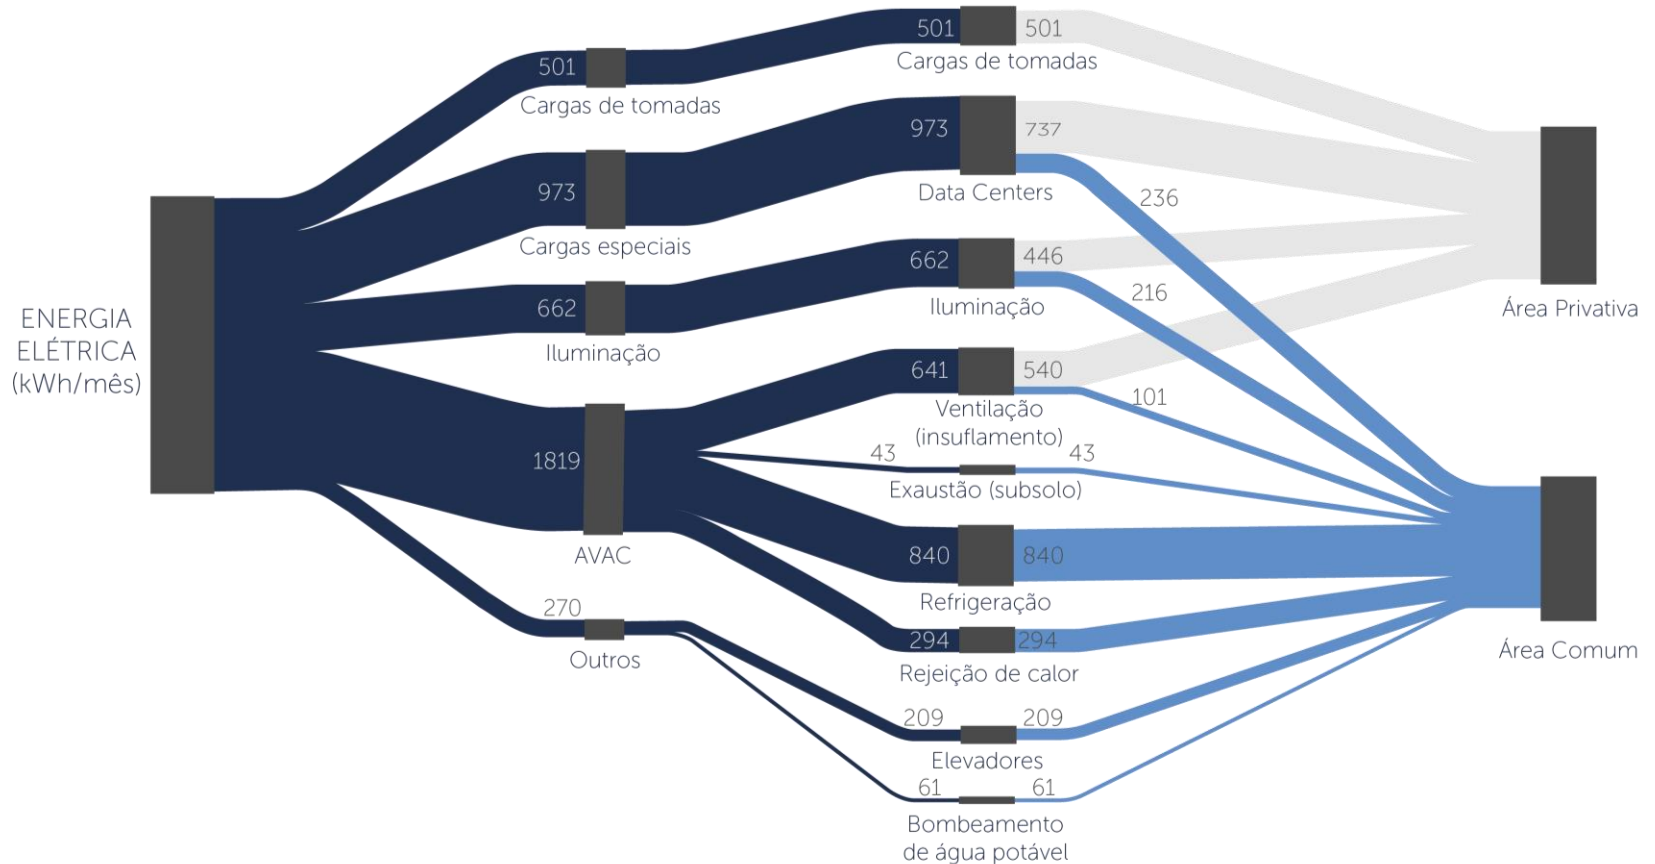 501
501
Cargas de tomadas
501
Cargas de tomadas
973
737
973
Data Centers
236
Cargas especiais
662
446
662
Iluminação
216
Iluminação
ENERGIA
ELÉTRICA
(kWh/mês)
Área Privativa
641
540
101
Ventilação
(insuflamento)
1819
43
43
Exaustão (subsolo)
AVAC
840
840
Refrigeração
270
Outros
294
294
Rejeição de calor
Área Comum
209
209
Elevadores
61
61
Bombeamento
de água potável